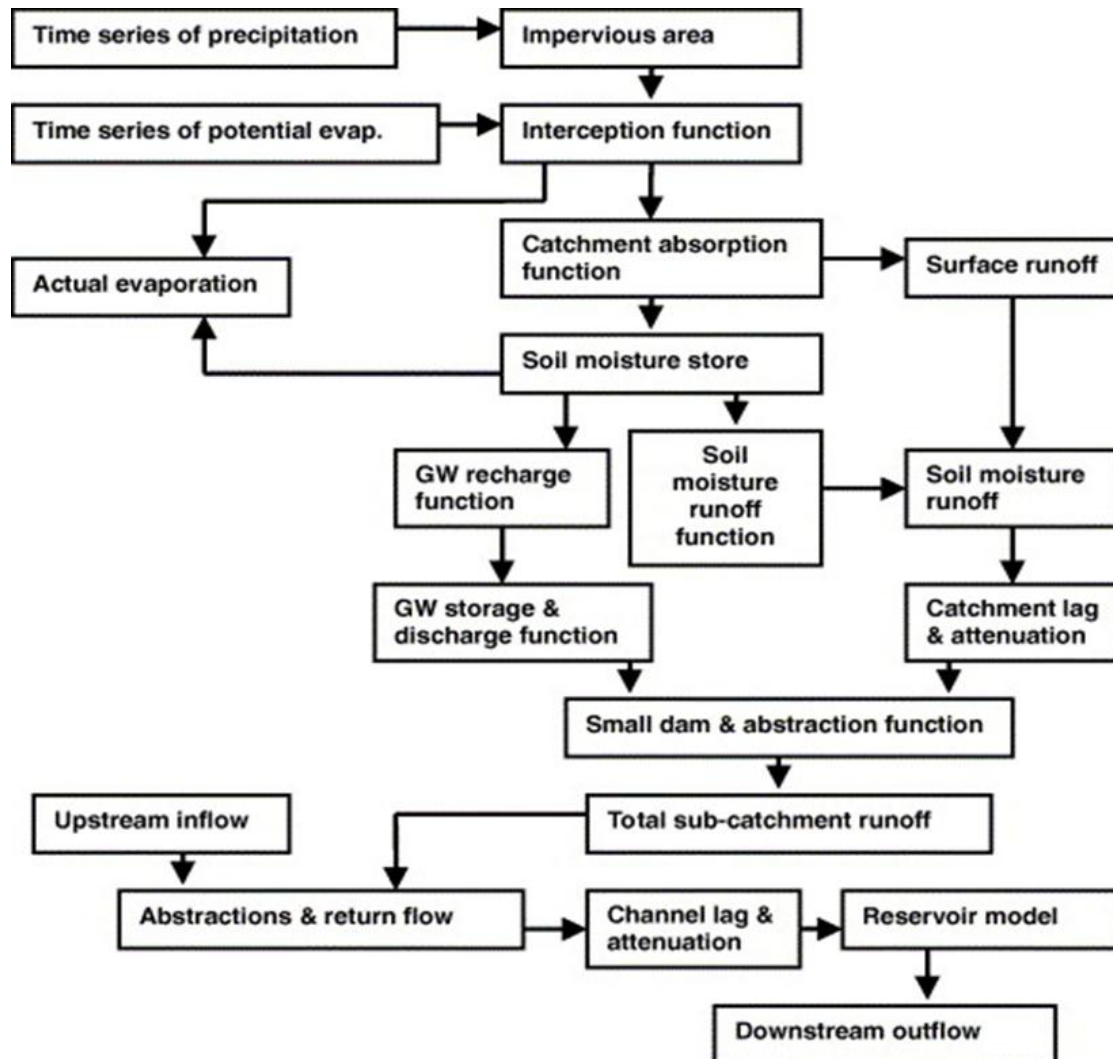 Time series of precipitation
Impervious area
Time series of potential evap.
Interception function
Catchment absorption
function
Surface runoff
Actual evaporation
Soil moisture store
GW recharge
function
Soil
moisture
runoff
function
Soil moisture
runoff
GW storage &
discharge function
Catchment lag
& attenuation
Small dam & abstraction function
Upstream inflow
Total sub-catchment runoff
Abstractions & return flow
Channel lag &
attenuation
Reservoir model
Downstream outflow